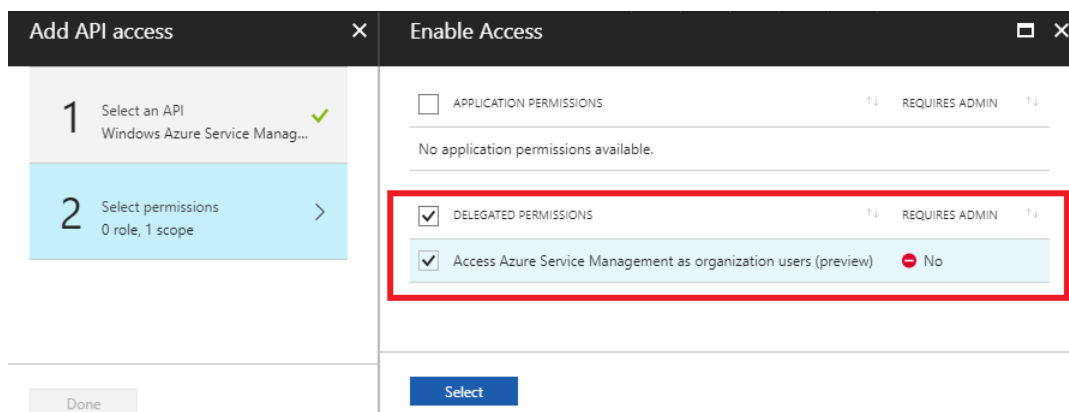 Add API access
1
Select an API
Windows Azure Service Manag...
2
Select permissions
0 role, 1 scope
Done
Enable Access
APPLICATION PERMISSIONS REQUIRES ADMIN
No application permissions available.
DELEGATED PERMISSIONS REQUIRES ADMIN
Access Azure Service Management as organization users (preview) No
Select